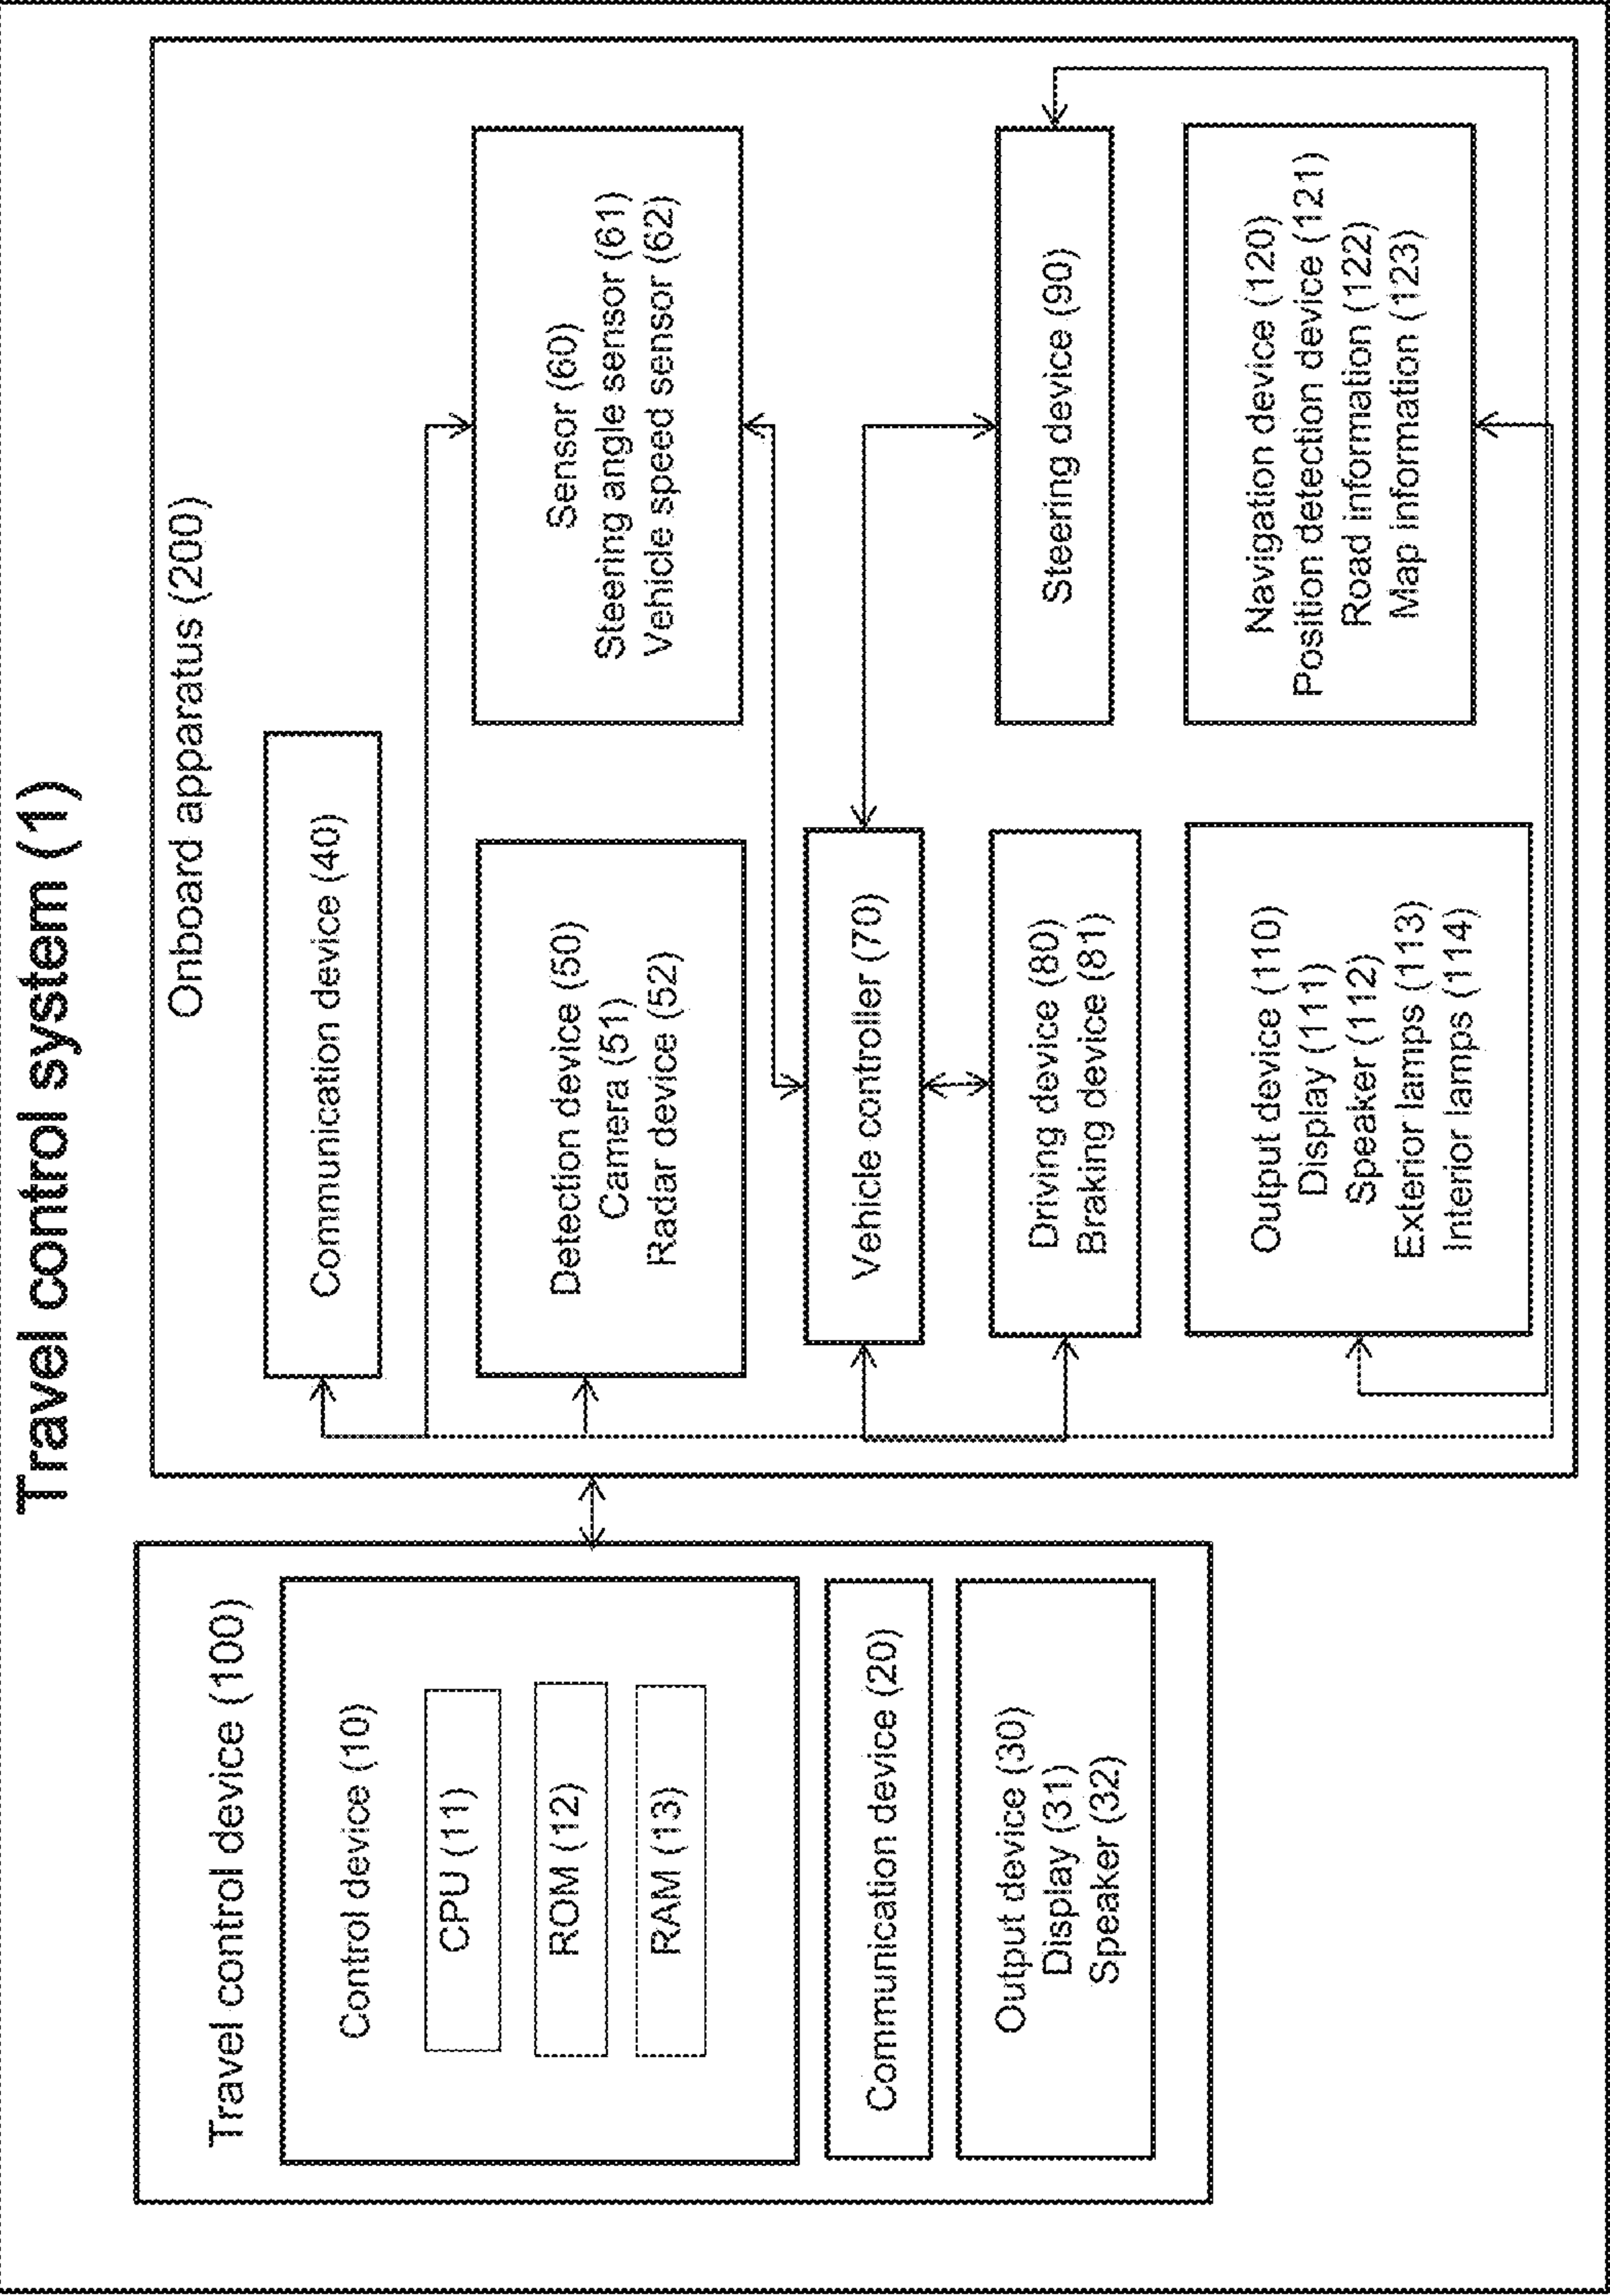 Travel control system (1)
Travel control device (100)
Control device (10)
CPU (11)
ROM (12)
RAM (13)
Communication device (20)
Output device (30)
Display (31)
Speaker (32)
Onboard apparatus (200)
Communication device (40)
Detection device (50)
Camera (51)
Radar device (52)
Sensor (60)
Steering angle sensor (61)
Vehicle speed sensor (62)
Vehicle controller (70)
Driving device (80)
Braking device (81)
Steering device (90)
Output device (110)
Display (111)
Speaker (112)
Exterior lamps (113)
Interior lamps (114)
Navigation device (120)
Position detection device (121)
Road information (122)
Map information (123)